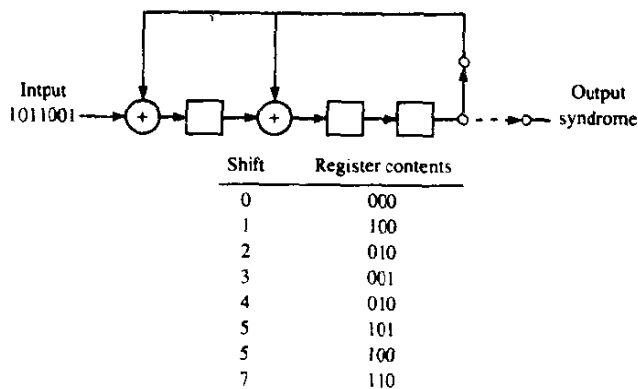 Intput
1011001
+
+
Output
syndrome
Shift Register contents
0 000
1 100
2 010
3 001
4 010
5 101
5 100
7 110